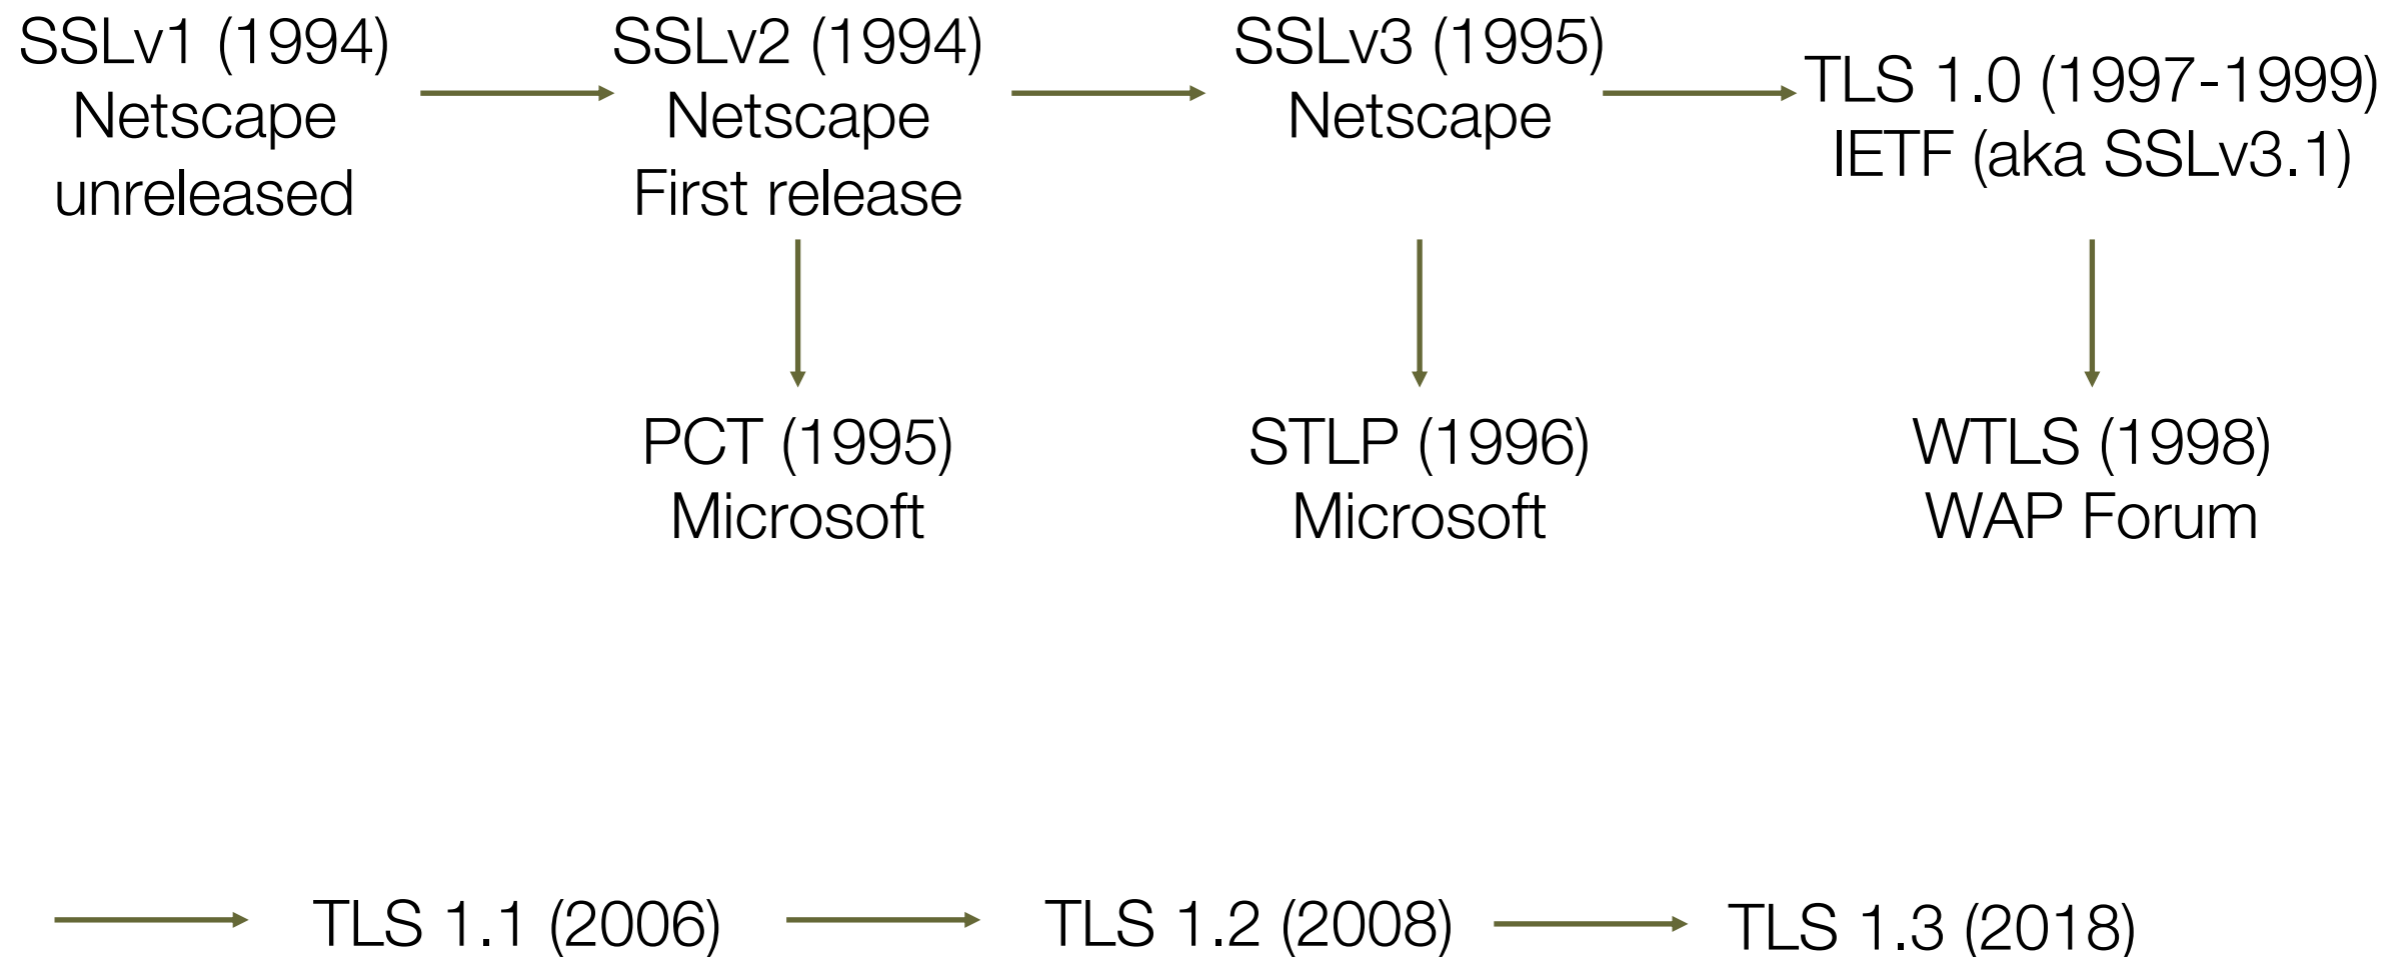 SSLv1 (1994)
Netscape
unreleased
SSLv2 (1994)
Netscape
First release
SSLv3 (1995)
Netscape
TLS 1.0 (1997-1999)
IETF (aka SSLv3.1)
PCT (1995)
Microsoft
STLP (1996)
Microsoft
WTLS (1998)
WAP Forum
TLS 1.1 (2006)
TLS 1.2 (2008)
TLS 1.3 (2018)